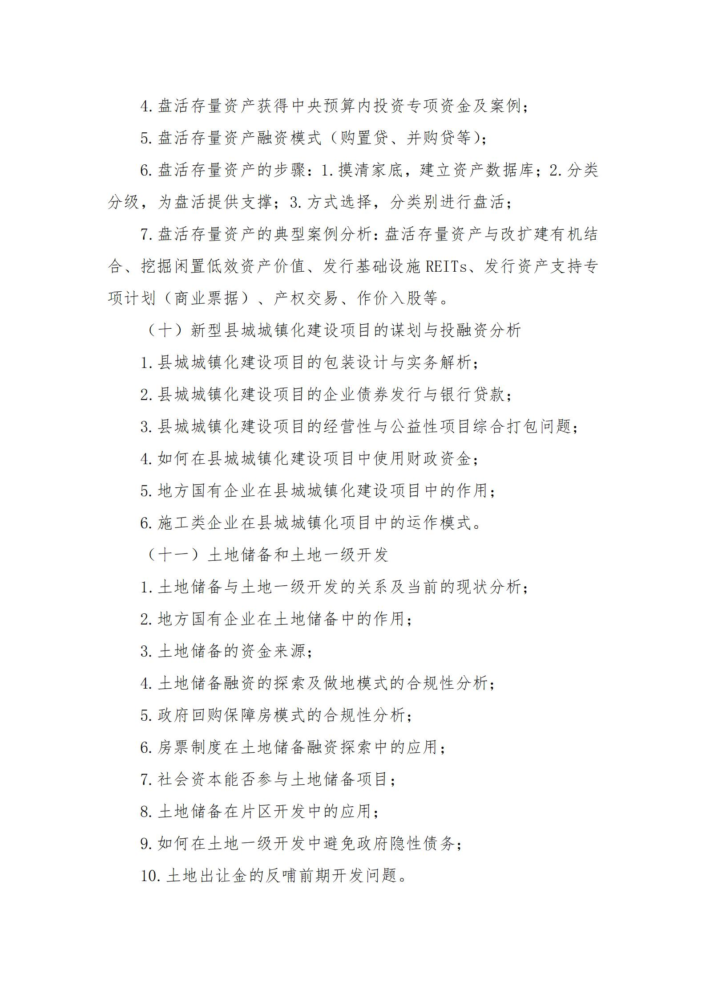 4.盘活存量资产获得中央预算内投资专项资金及案例；
5.盘活存量资产融资模式（购置贷、并购贷等）；
6.盘活存量资产的步骤：1.摸清家底，建立资产数据库；2.分类
分级，为盘活提供支撑；3.方式选择，分类别进行盘活；
7.盘活存量资产的典型案例分析：盘活存量资产与改扩建有机结
合、挖掘闲置低效资产价值、发行基础设施 REITs、发行资产支持专
项计划（商业票据）、产权交易、作价入股等。
（十）新型县城城镇化建设项目的谋划与投融资分析
1.县城城镇化建设项目的包装设计与实务解析；
2.县城城镇化建设项目的企业债券发行与银行贷款；
3.县城城镇化建设项目的经营性与公益性项目综合打包问题；
4.如何在县城城镇化建设项目中使用财政资金；
5.地方国有企业在县城城镇化建设项目中的作用；
6.施工类企业在县城城镇化项目中的运作模式。
（十一）土地储备和土地一级开发
1.土地储备与土地一级开发的关系及当前的现状分析；
2.地方国有企业在土地储备中的作用；
3.土地储备的资金来源；
4.土地储备融资的探索及做地模式的合规性分析；
5.政府回购保障房模式的合规性分析；
6.房票制度在土地储备融资探索中的应用；
7.社会资本能否参与土地储备项目；
8.土地储备在片区开发中的应用；
9.如何在土地一级开发中避免政府隐性债务；
10.土地出让金的反哺前期开发问题。